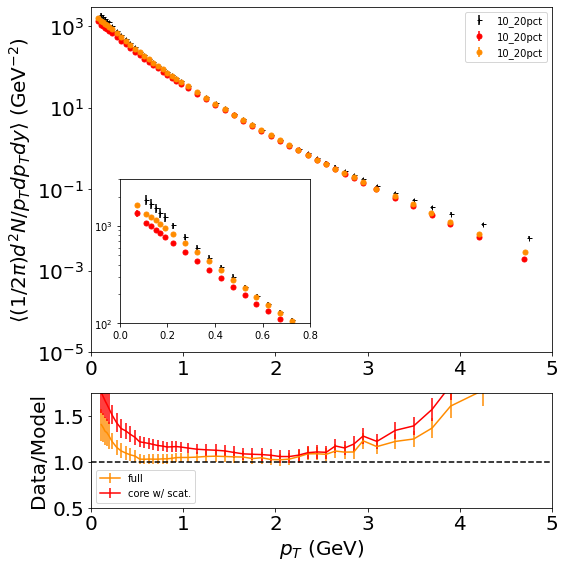 ⟨(1/2π)d²N/p_T dp_T dy⟩ (GeV⁻²)
10³
10¹
10⁻¹
10⁻³
10⁻⁵
10_20pct
10_20pct
10_20pct
10³
10²
0.0 0.2 0.4 0.6 0.8
0 1 2 3 4 5
Data/Model
1.5
1.0
0.5
full
core w/ scat.
0 1 2 3 4 5
p_T (GeV)